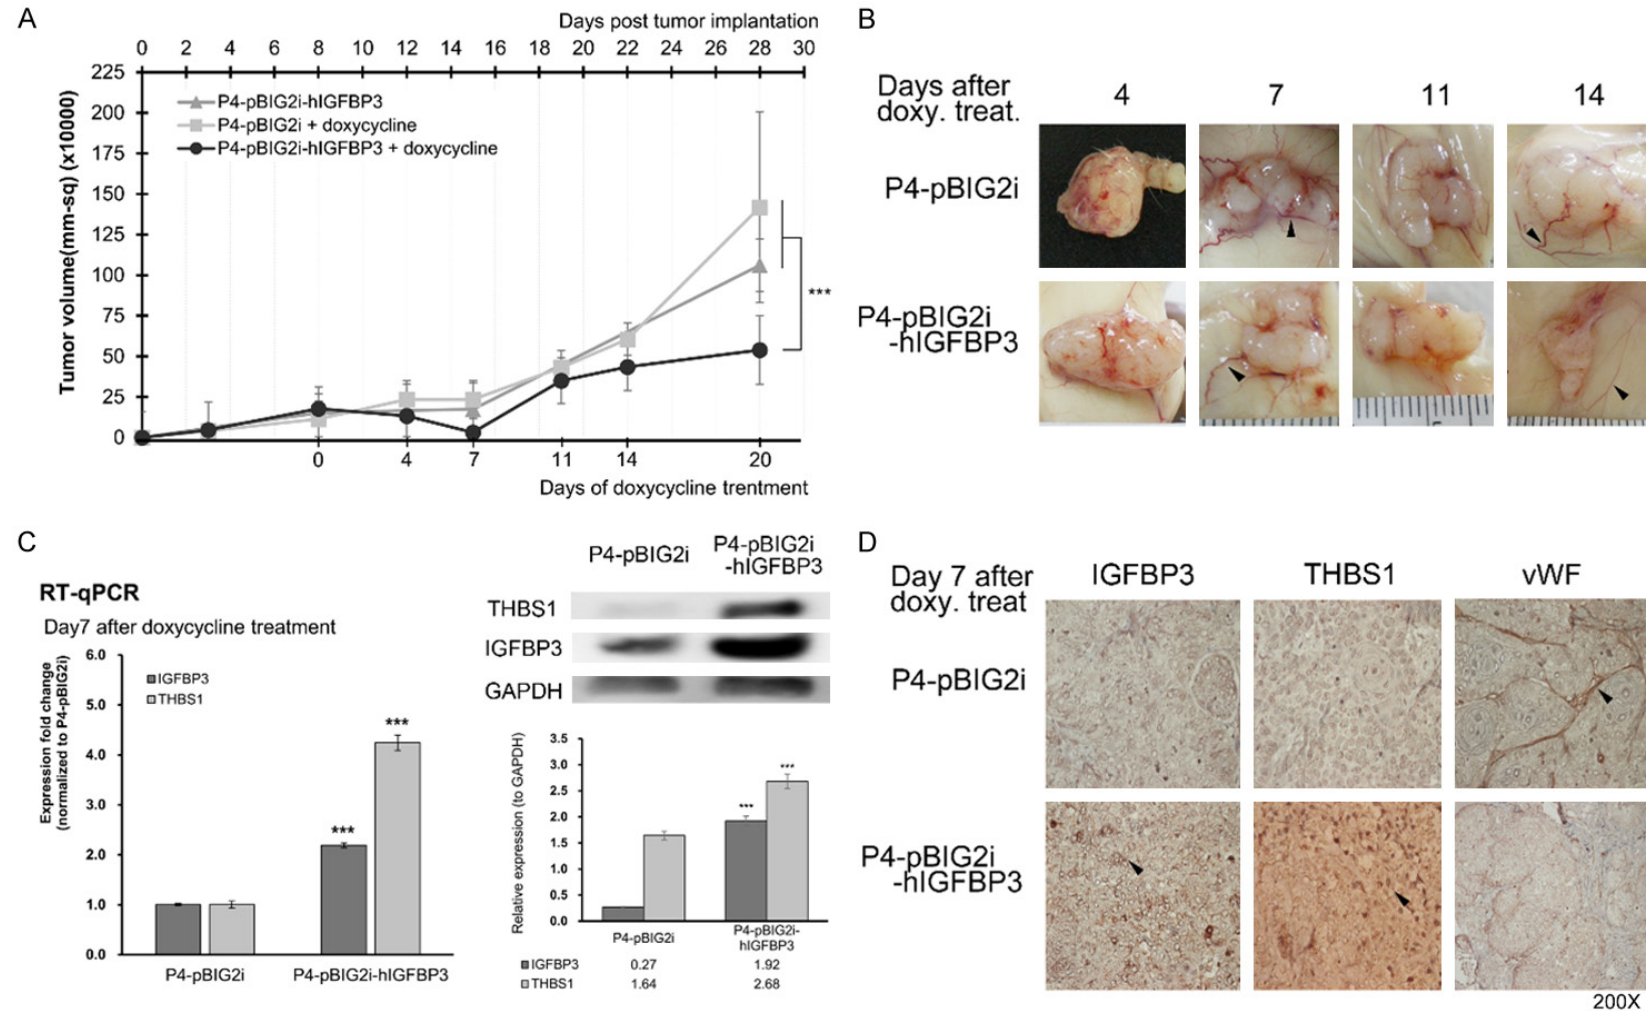 A
Days post tumor implantation
0 2 4 6 8 10 12 14 16 18 20 22 24 26 28 30
Tumor volume(mm-sq) (x10000)
225
200
175
150
125
100
75
50
25
0
P4-pBIG2i-hIGFBP3
P4-pBIG2i + doxycycline
P4-pBIG2i-hIGFBP3 + doxycycline
***
0 4 7 11 14 20
Days of doxycycline trentment
B
Days after
doxy. treat.
4 7 11 14
P4-pBIG2i
P4-pBIG2i
-hIGFBP3
C
RT-qPCR
Day7 after doxycycline treatment
Expression fold change
(normalized to P4-pBIG2i)
6.0
5.0
4.0
3.0
2.0
1.0
0.0
IGFBP3
THBS1
***
***
P4-pBIG2i P4-pBIG2i-hIGFBP3
P4-pBIG2i
P4-pBIG2i
-hIGFBP3
THBS1
IGFBP3
GAPDH
Relative expression (to GAPDH)
3.5
3.0
2.5
2.0
1.5
1.0
0.5
0.0
***
***
P4-pBIG2i
P4-pBIG2i-
hIGFBP3
IGFBP3 0.27 1.92
THBS1 1.64 2.68
D
Day 7 after
doxy. treat
IGFBP3 THBS1 vWF
P4-pBIG2i
P4-pBIG2i
-hIGFBP3
200X